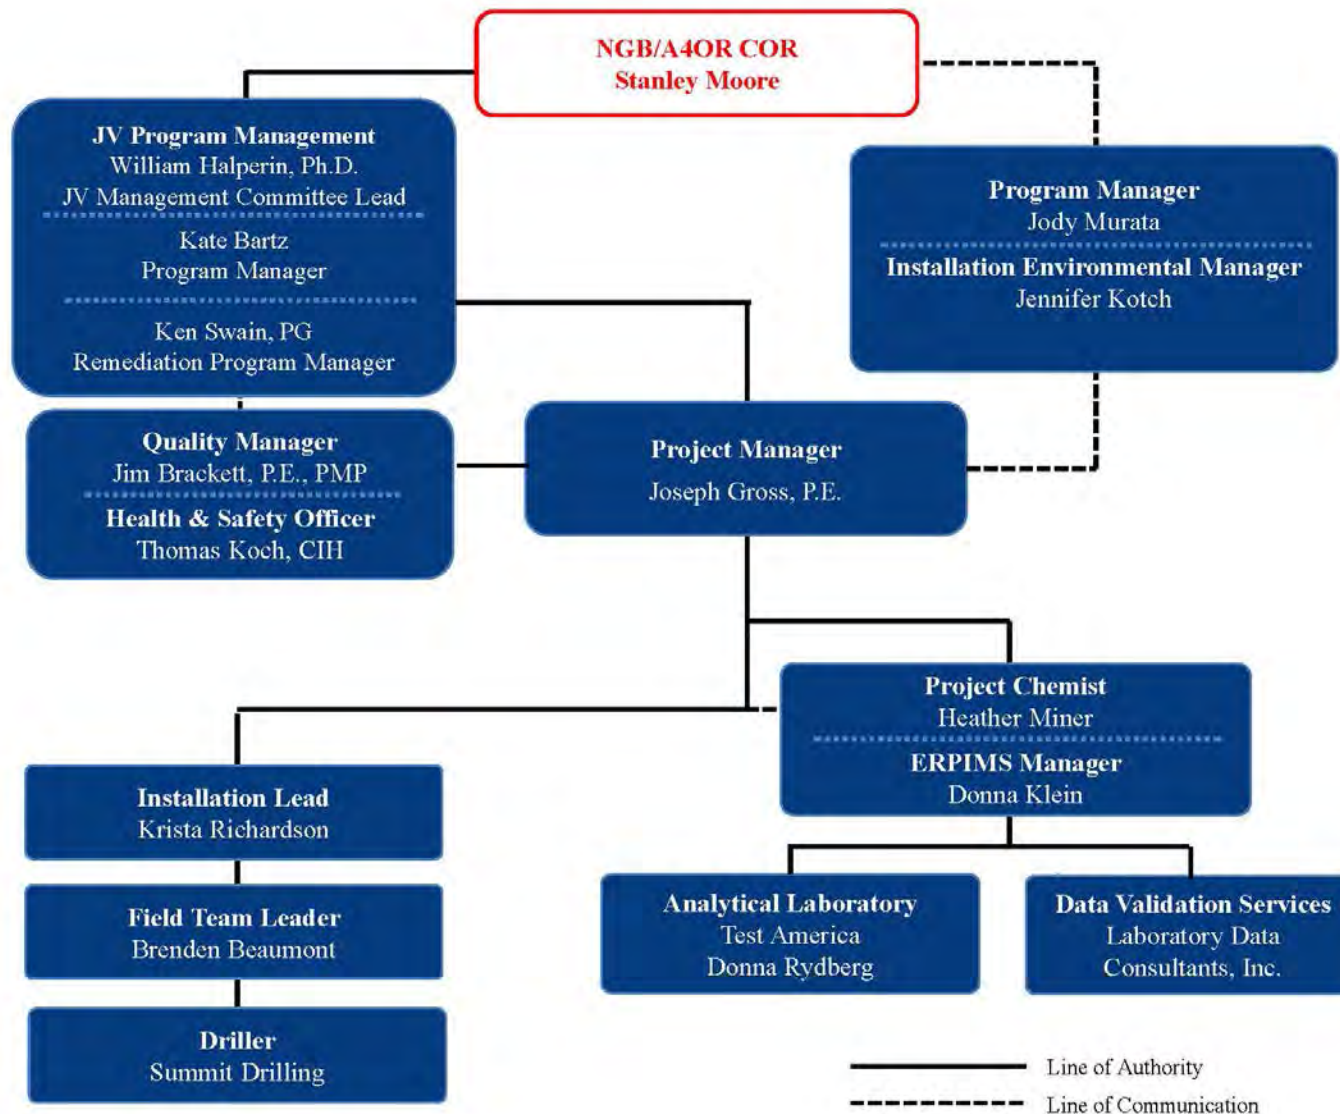 NGB/A4OR COR
Stanley Moore
JV Program Management
William Halperin, Ph.D.
JV Management Committee Lead
Kate Bartz
Program Manager
Ken Swain, PG
Remediation Program Manager
Program Manager
Jody Murata
Installation Environmental Manager
Jennifer Kotch
Quality Manager
Jim Brackett, P.E., PMP
Health & Safety Officer
Thomas Koch, CIH
Project Manager
Joseph Gross, P.E.
Project Chemist
Heather Miner
ERPIMS Manager
Donna Klein
Installation Lead
Krista Richardson
Field Team Leader
Brenden Beaumont
Driller
Summit Drilling
Analytical Laboratory
Test America
Donna Rydberg
Data Validation Services
Laboratory Data
Consultants, Inc.
Line of Authority
Line of Communication